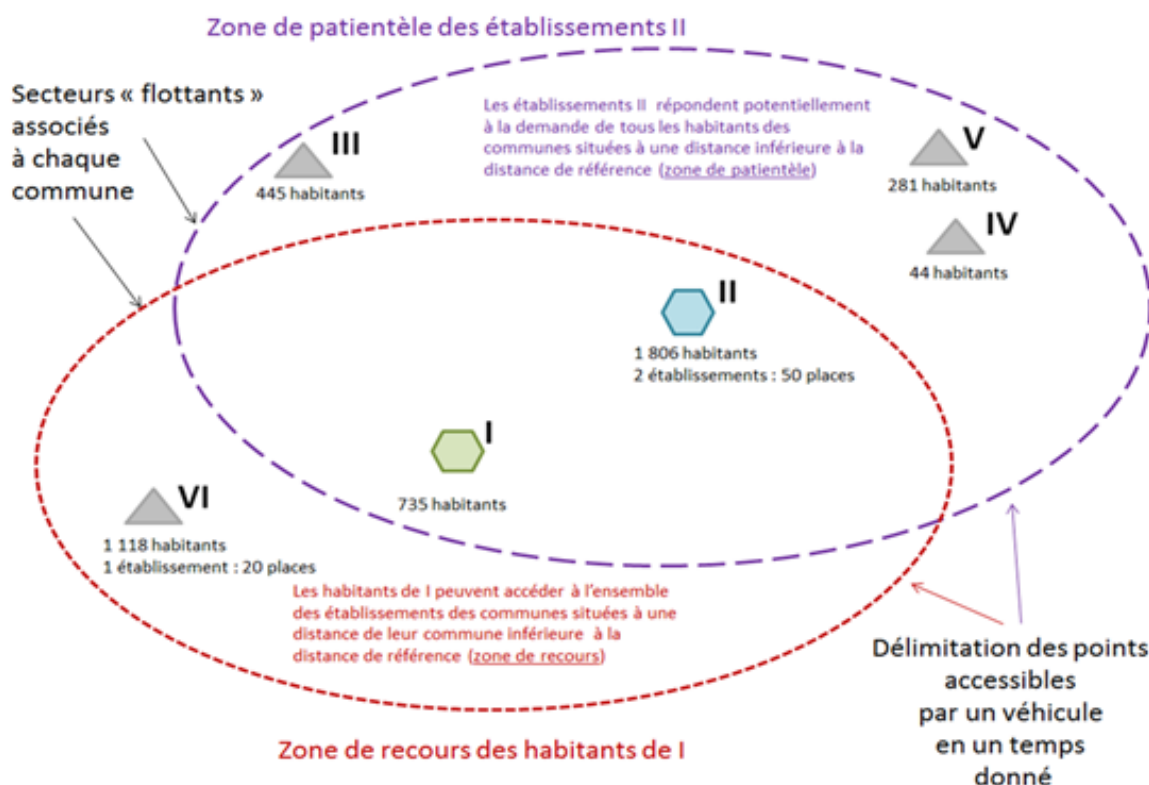 Zone de patientèle des établissements II
Secteurs « flottants »
associés
à chaque
commune
Les établissements II répondent potentiellement
à la demande de tous les habitants des
communes situées à une distance inférieure à la
distance de référence (zone de patientèle)
III
445 habitants
V
281 habitants
IV
44 habitants
II
1 806 habitants
2 établissements : 50 places
I
735 habitants
VI
1 118 habitants
1 établissement : 20 places
Les habitants de I peuvent accéder à l'ensemble
des établissements des communes situées à une
distance de leur commune inférieure à la
distance de référence (zone de recours)
Délimitation des points
accessibles
par un véhicule
en un temps
donné
Zone de recours des habitants de I